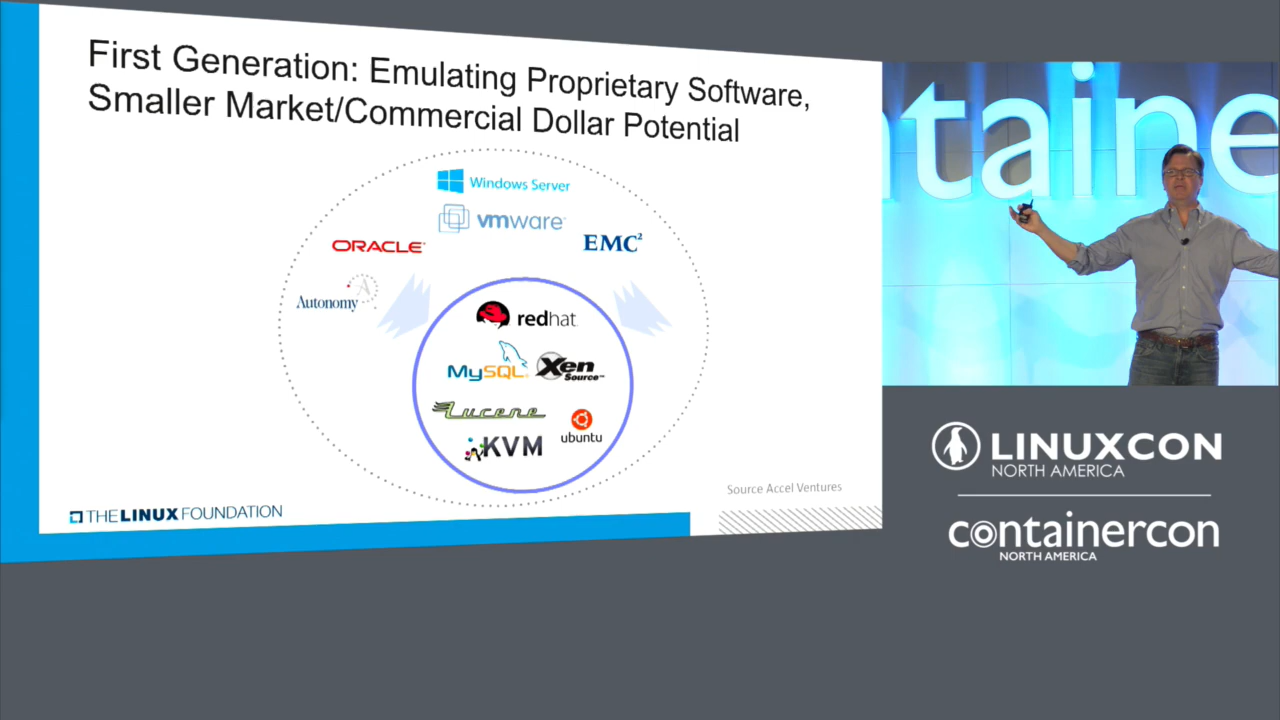 First Generation: Emulating Proprietary Software,
Smaller Market/Commercial Dollar Potential
Windows Server
vmware
ORACLE
EMC²
Autonomy
redhat
MySQL
Xen
Source™
Lucene
ubuntu
KVM
Source Accel Ventures
THE LINUX FOUNDATION
ntaine
LINUXCON
NORTH AMERICA
containercon
NORTH AMERICA